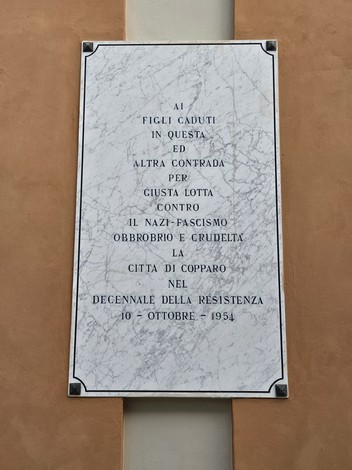 AI
FIGLI CADUTI
IN QUESTA
ED
ALTRA CONTRADA
PER
GIUSTA LOTTA
CONTRO
IL NAZI-FASCISMO
OBBROBRIO E CRUDELTÀ
LA
CITTÀ DI COPPARO
NEL
DECENNALE DELLA RESISTENZA
10 - OTTOBRE - 1954